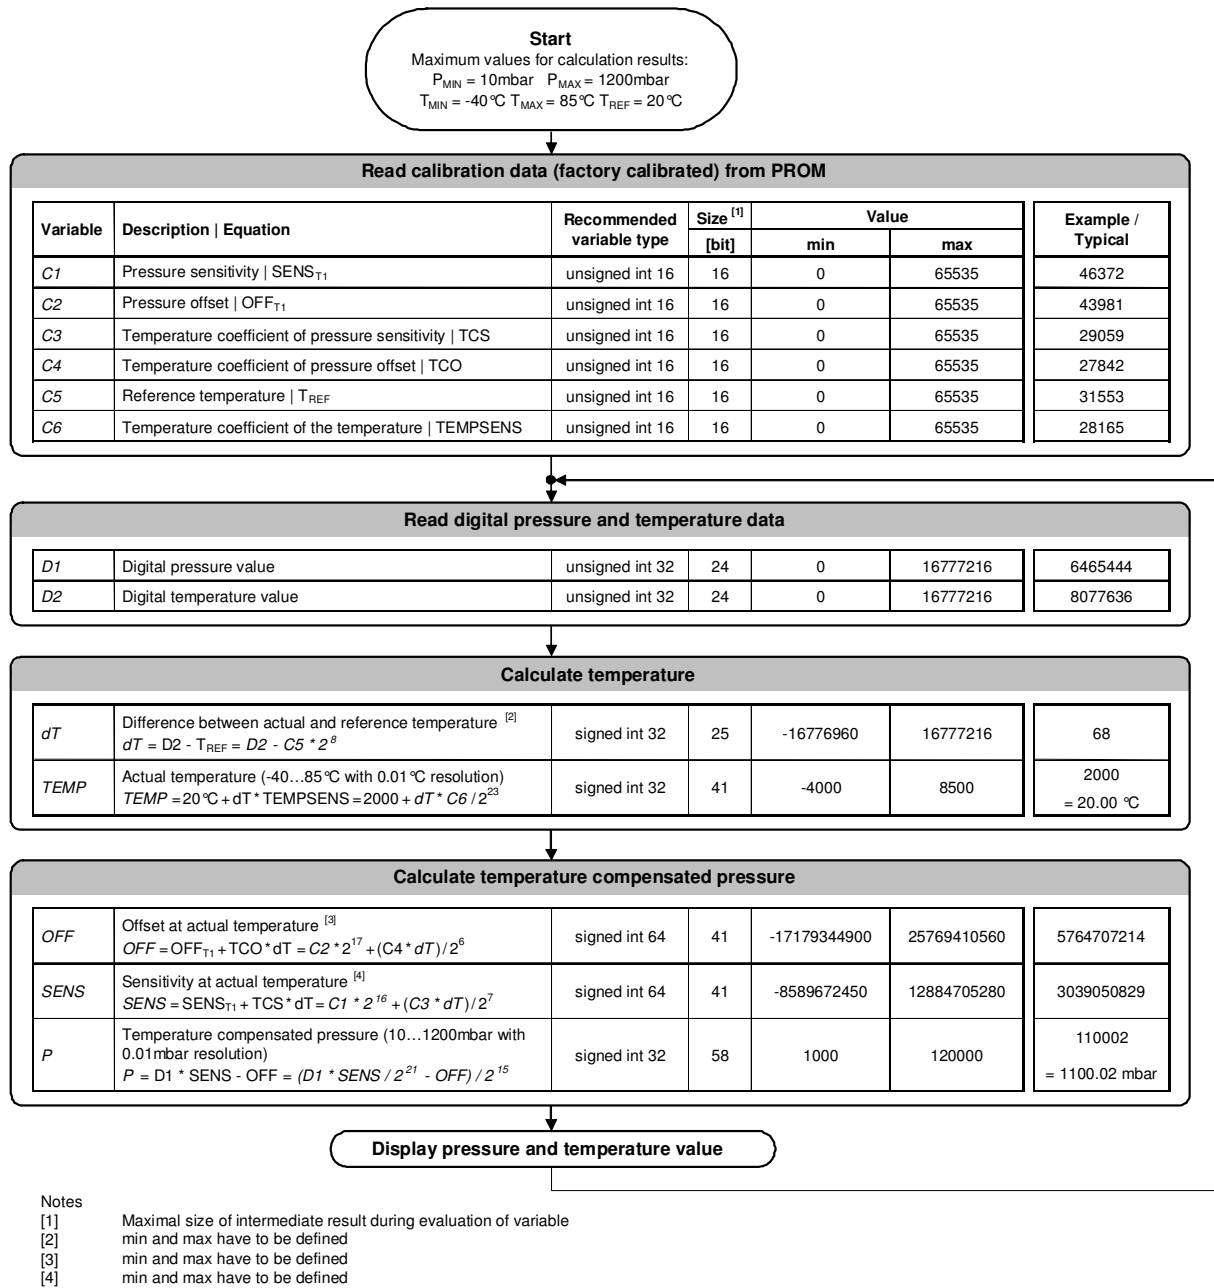 Start
Maximum values for calculation results:
PMIN = 10mbar PMAX = 1200mbar
TMIN = -40°C TMAX = 85°C TREF = 20°C
Read calibration data (factory calibrated) from PROM
Variable Description | Equation Recommended variable type Size [1] [bit] Value min max Example / Typical
C1 Pressure sensitivity | SENST1 unsigned int 16 16 0 65535 46372
C2 Pressure offset | OFFT1 unsigned int 16 16 0 65535 43981
C3 Temperature coefficient of pressure sensitivity | TCS unsigned int 16 16 0 65535 29059
C4 Temperature coefficient of pressure offset | TCO unsigned int 16 16 0 65535 27842
C5 Reference temperature | TREF unsigned int 16 16 0 65535 31553
C6 Temperature coefficient of the temperature | TEMPSENS unsigned int 16 16 0 65535 28165
Read digital pressure and temperature data
D1 Digital pressure value unsigned int 32 24 0 16777216 6465444
D2 Digital temperature value unsigned int 32 24 0 16777216 8077636
Calculate temperature
dT Difference between actual and reference temperature [2]
dT = D2 - TREF = D2 - C5 * 2^8
signed int 32 25 -16776960 16777216 68
TEMP Actual temperature (-40…85°C with 0.01°C resolution)
TEMP = 20°C + dT * TEMPSENS = 2000 + dT * C6 / 2^23
signed int 32 41 -4000 8500 2000
= 20.00 °C
Calculate temperature compensated pressure
OFF Offset at actual temperature [3]
OFF = OFFT1 + TCO * dT = C2 * 2^17 + (C4 * dT) / 2^6
signed int 64 41 -17179344900 25769410560 5764707214
SENS Sensitivity at actual temperature [4]
SENS = SENST1 + TCS * dT = C1 * 2^16 + (C3 * dT) / 2^7
signed int 64 41 -8589672450 12884705280 3039050829
P Temperature compensated pressure (10…1200mbar with
0.01mbar resolution)
P = D1 * SENS - OFF = (D1 * SENS / 2^21 - OFF) / 2^15
signed int 32 58 1000 120000 110002
= 1100.02 mbar
Display pressure and temperature value
Notes
[1] Maximal size of intermediate result during evaluation of variable
[2] min and max have to be defined
[3] min and max have to be defined
[4] min and max have to be defined